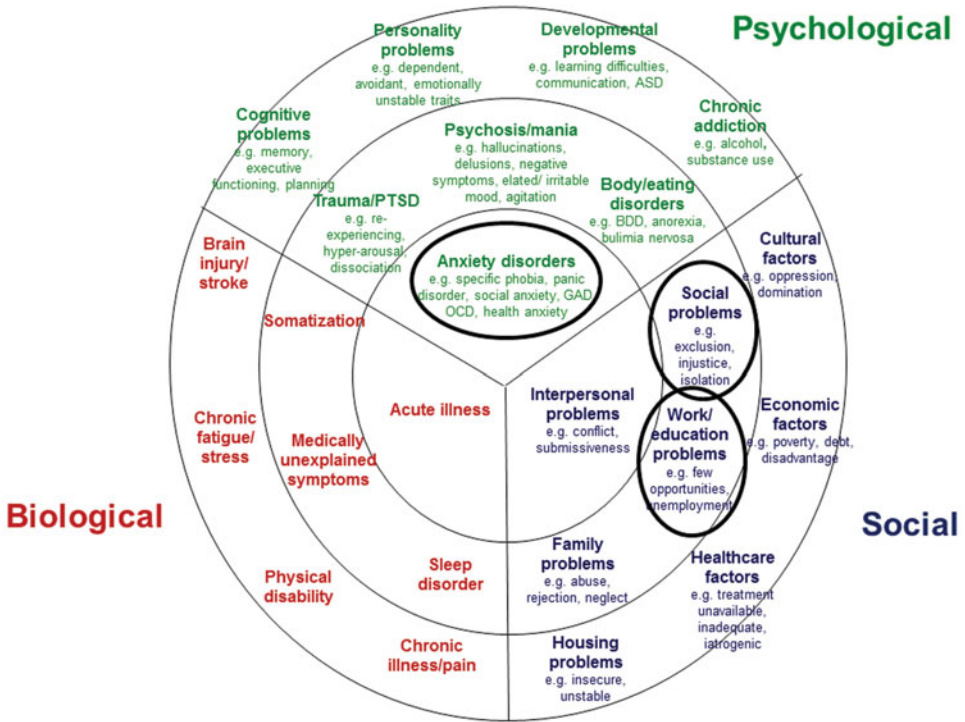 Psychological
Personality
problems
e.g. dependent,
avoidant, emotionally
unstable traits
Developmental
problems
e.g. learning difficulties,
communication, ASD
Cognitive
problems
e.g. memory,
executive
functioning, planning
Chronic
addiction
e.g. alcohol,
substance use
Psychosis/mania
e.g. hallucinations,
delusions, negative
symptoms, elated/ irritable
mood, agitation
Trauma/PTSD
e.g. re-
experiencing,
hyper-arousal,
dissociation
Body/eating
disorders
e.g. BDD, anorexia,
bulimia nervosa
Anxiety disorders
e.g. specific phobia, panic
disorder, social anxiety, GAD
OCD, health anxiety
Biological
Brain
injury/
stroke
Somatization
Acute illness
Chronic
fatigue/
stress
Medically
unexplained
symptoms
Physical
disability
Sleep
disorder
Chronic
illness/pain
Social
Cultural
factors
e.g. oppression,
domination
Social
problems
e.g.
exclusion,
injustice,
isolation
Interpersonal
problems
e.g. conflict,
submissiveness
Work/
education
problems
e.g. few
opportunities,
unemployment
Economic
factors
e.g. poverty, debt,
disadvantage
Family
problems
e.g. abuse,
rejection, neglect
Healthcare
factors
e.g. treatment
unavailable,
inadequate,
iatrogenic
Housing
problems
e.g. insecure,
unstable